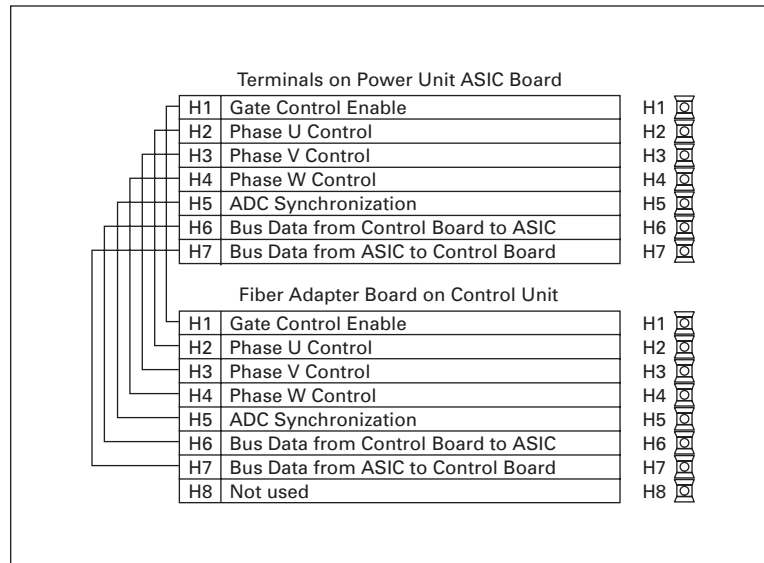 Terminals on Power Unit ASIC Board
H1 Gate Control Enable H1
H2 Phase U Control H2
H3 Phase V Control H3
H4 Phase W Control H4
H5 ADC Synchronization H5
H6 Bus Data from Control Board to ASIC H6
H7 Bus Data from ASIC to Control Board H7
Fiber Adapter Board on Control Unit
H1 Gate Control Enable H1
H2 Phase U Control H2
H3 Phase V Control H3
H4 Phase W Control H4
H5 ADC Synchronization H5
H6 Bus Data from Control Board to ASIC H6
H7 Bus Data from ASIC to Control Board H7
H8 Not used H8